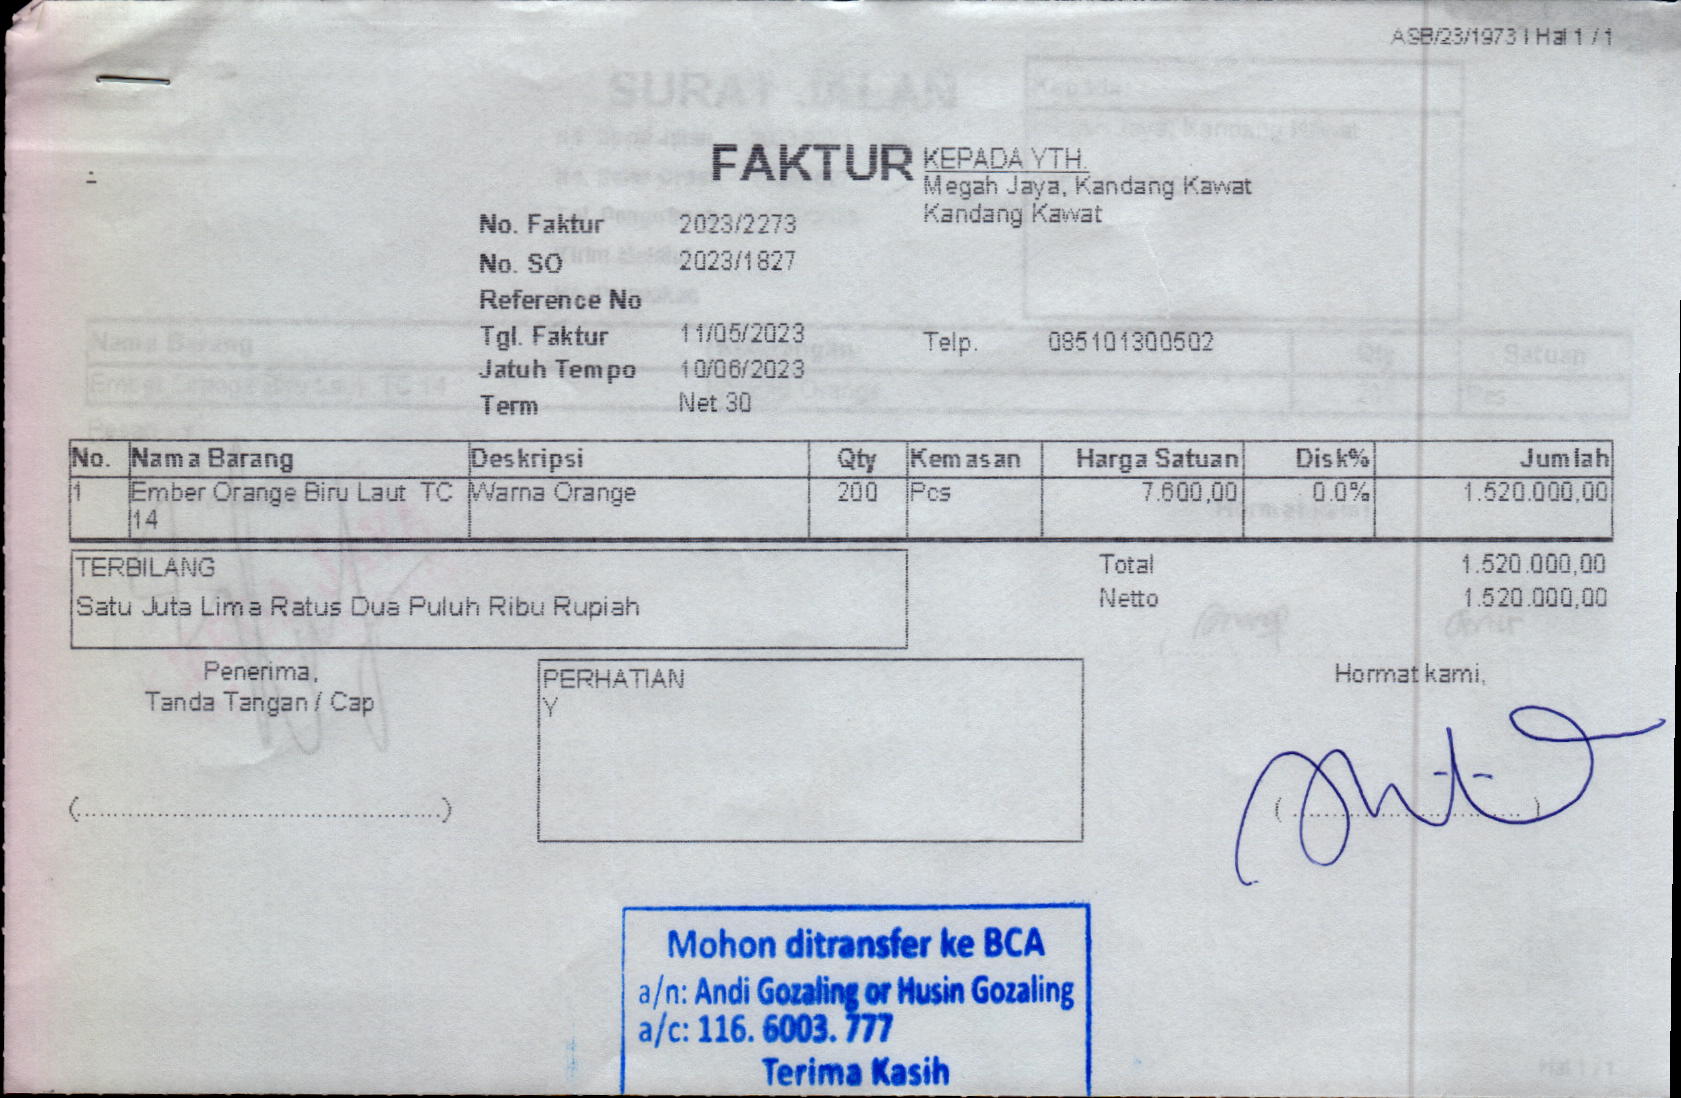 ASB/23/1973 | Hal 1 / 1
SURAT JALAN
FAKTUR
KEPADA YTH.
Megah Jaya, Kandang Kawat
Kandang Kawat
No. Faktur 2023/2273
No. SO 2023/1827
Reference No
Tgl. Faktur 11/05/2023
Telp. 085101300502
Jatuh Tempo 10/06/2023
Term Net 30
No. Nama Barang Deskripsi Qty Kemasan Harga Satuan Disk% Jumlah
1 Ember Orange Biru Laut TC Warna Orange 200 Pcs 7.600,00 0.0% 1.520.000,00
14
TERBILANG
Satu Juta Lima Ratus Dua Puluh Ribu Rupiah
Total 1.520.000,00
Netto 1.520.000,00
Penerima,
Tanda Tangan / Cap
PERHATIAN
Y
Hormat kami,
Mohon ditransfer ke BCA
a/n: Andi Gozaling or Husin Gozaling
a/c: 116. 6003. 777
Terima Kasih